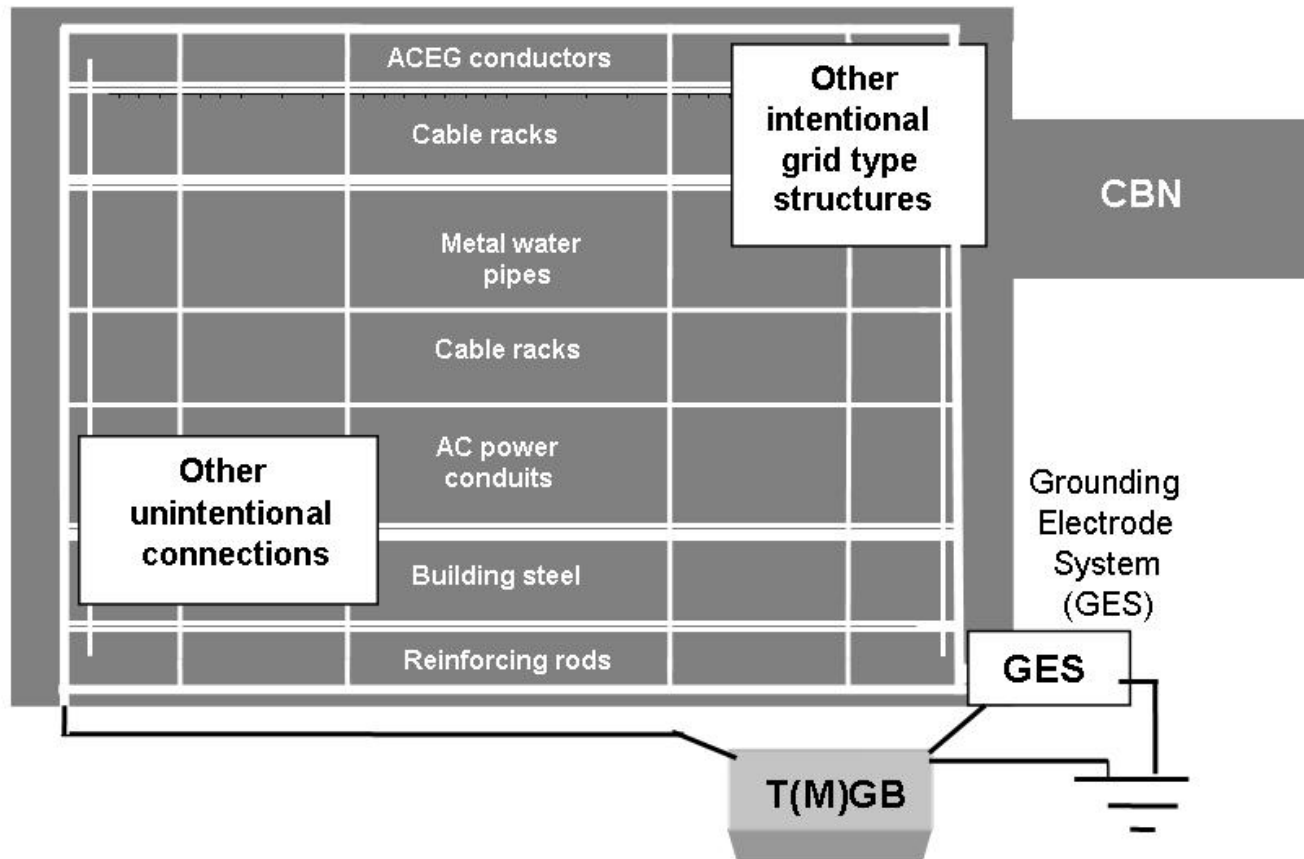 ACEG conductors
Other
intentional
grid type
structures
Cable racks
CBN
Metal water
pipes
Cable racks
AC power
conduits
Other
unintentional
connections
Grounding
Electrode
System
(GES)
Building steel
Reinforcing rods
GES
T(M)GB